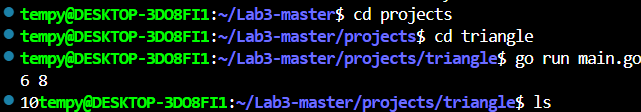 tempy@DESKTOP-3DO8FI1:~/Lab3-master$ cd projects
tempy@DESKTOP-3DO8FI1:~/Lab3-master/projects$ cd triangle
tempy@DESKTOP-3DO8FI1:~/Lab3-master/projects/triangle$ go run main.go
6 8
10tempy@DESKTOP-3DO8FI1:~/Lab3-master/projects/triangle$ ls